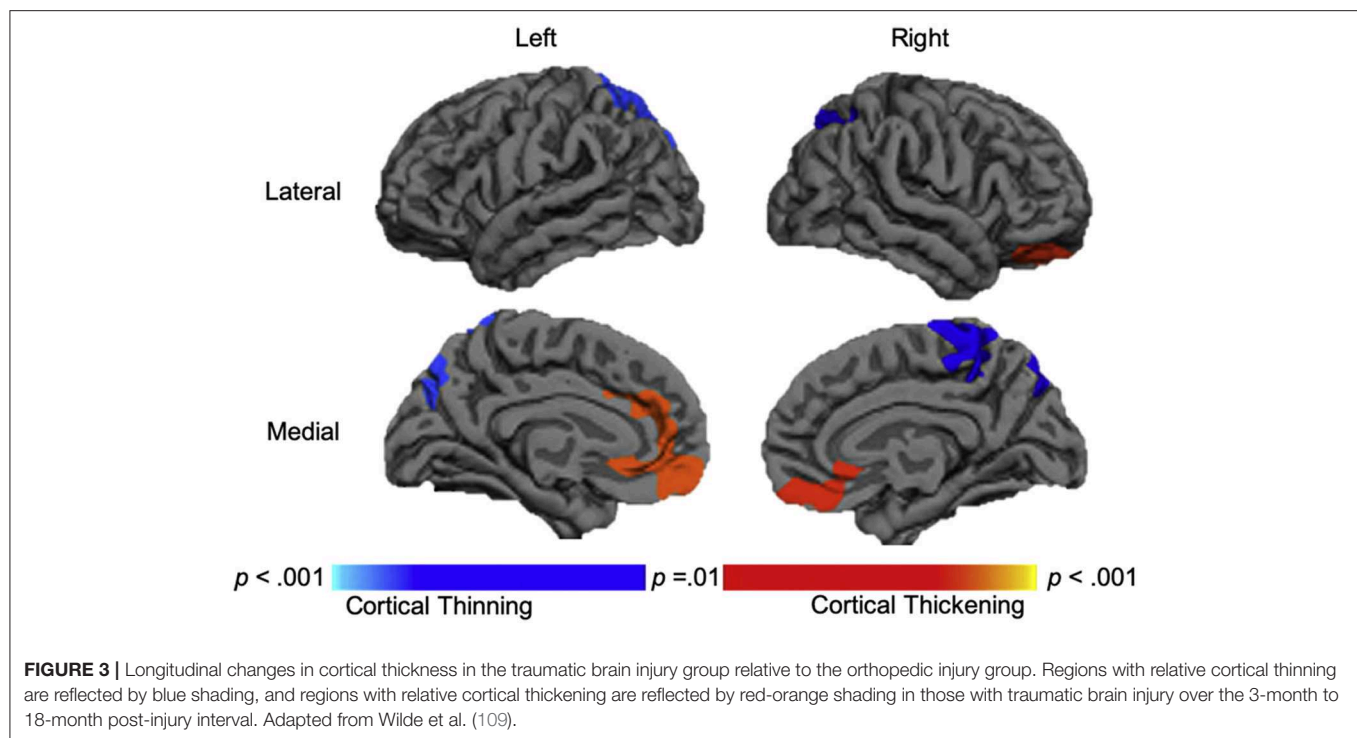 Left
Right
Lateral
Medial
p < .001
p =.01
p < .001
Cortical Thinning
Cortical Thickening
FIGURE 3 | Longitudinal changes in cortical thickness in the traumatic brain injury group relative to the orthopedic injury group. Regions with relative cortical thinning
are reflected by blue shading, and regions with relative cortical thickening are reflected by red-orange shading in those with traumatic brain injury over the 3-month to
18-month post-injury interval. Adapted from Wilde et al. (109).